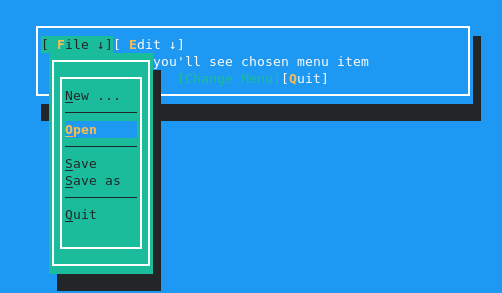 [ File ↓][ Edit ↓]
you'll see chosen menu item
[Change Menu][Quit]
New ...
Open
Save
Save as
Quit